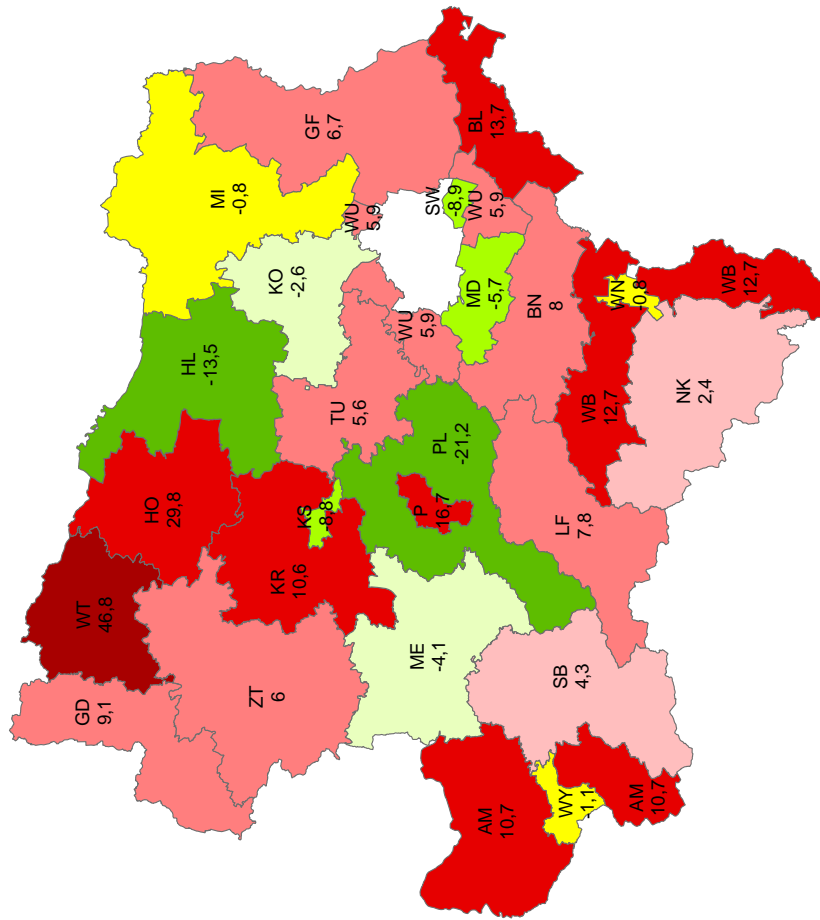 GD
9,1
WT
46,8
HO
29,8
HL
-13,5
MI
-0,8
ZT
6
KO
-2,6
KR
10,6
KS
-8,8
GF
6,7
TU
5,6
WU
5,9
WU
5,9
ME
-4,1
P
16,7
SW
-8,9
PL
-21,2
MD
-5,7
WU
5,9
BL
13,7
AM
10,7
BN
8
SB
4,3
LF
7,8
WY
-1,1
WB
12,7
WN
-0,8
AM
10,7
NK
2,4
WB
12,7